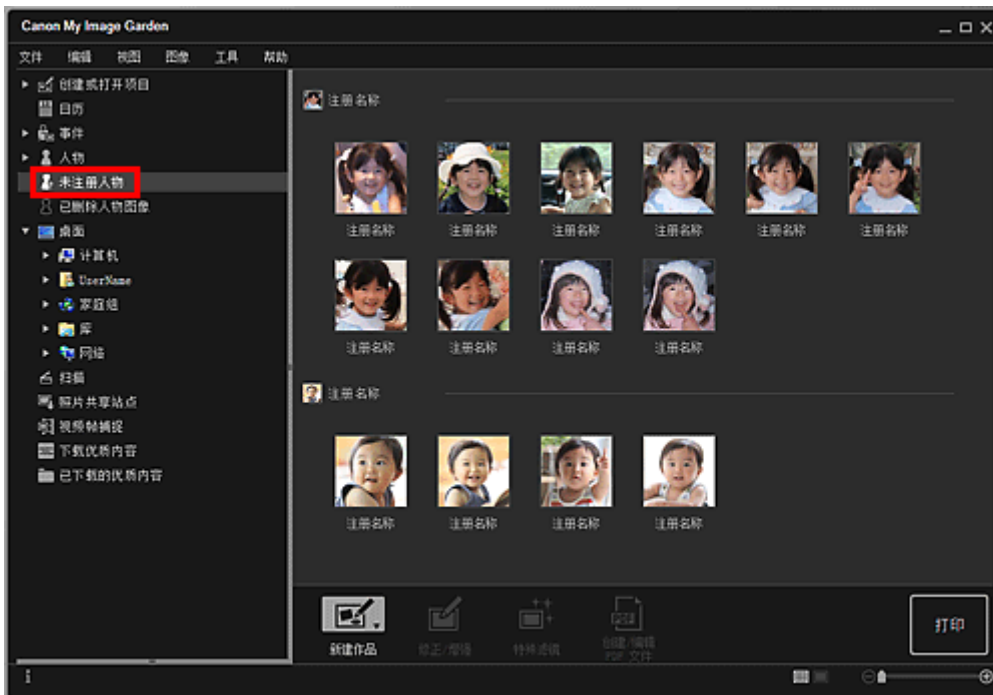 Canon My Image Garden
文件 编辑 视图 图像 工具 帮助
创建或打开项目
日历
事件
人物
未注册人物
已删除人物图像
桌面
计算机
UserName
家庭组
库
网络
扫描
照片共享站点
视频帧捕捉
下载优质内容
已下载的优质内容
注册名称
注册名称 注册名称 注册名称 注册名称 注册名称 注册名称
注册名称 注册名称 注册名称 注册名称
注册名称
注册名称 注册名称 注册名称 注册名称
新建作品
修正/增强
特殊滤镜
创建/编辑
PDF 文件
打印